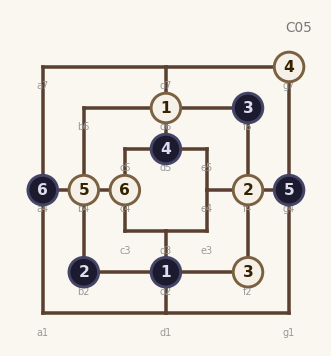 C05
4
a7 d7 g7
1 3
b6 d6 f6
4
c5 d5 e5
6 5 6 2 5
a4 b4 c4 e4 f4 g4
c3 d3 e3
2 1 3
b2 d2 f2
a1 d1 g1